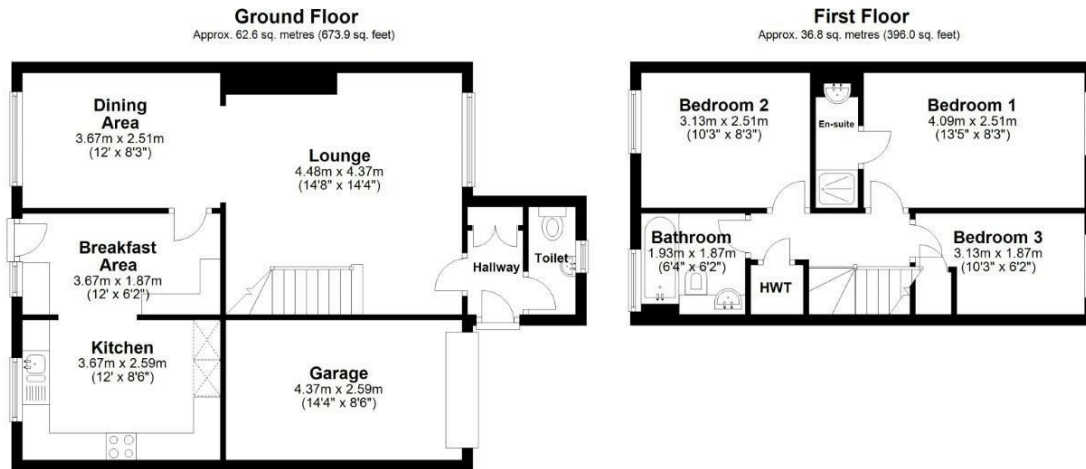 Ground Floor
Approx. 62.6 sq. metres (673.9 sq. feet)
Dining
Area
3.67m x 2.51m
(12' x 8'3")
Lounge
4.48m x 4.37m
(14'8" x 14'4")
Breakfast
Area
3.67m x 1.87m
(12' x 6'2")
Hallway
Toilet
Kitchen
3.67m x 2.59m
(12' x 8'6")
Garage
4.37m x 2.59m
(14'4" x 8'6")
First Floor
Approx. 36.8 sq. metres (396.0 sq. feet)
Bedroom 2
3.13m x 2.51m
(10'3" x 8'3")
En-suite
Bedroom 1
4.09m x 2.51m
(13'5" x 8'3")
Bathroom
1.93m x 1.87m
(6'4" x 6'2")
HWT
Bedroom 3
3.13m x 1.87m
(10'3" x 6'2")